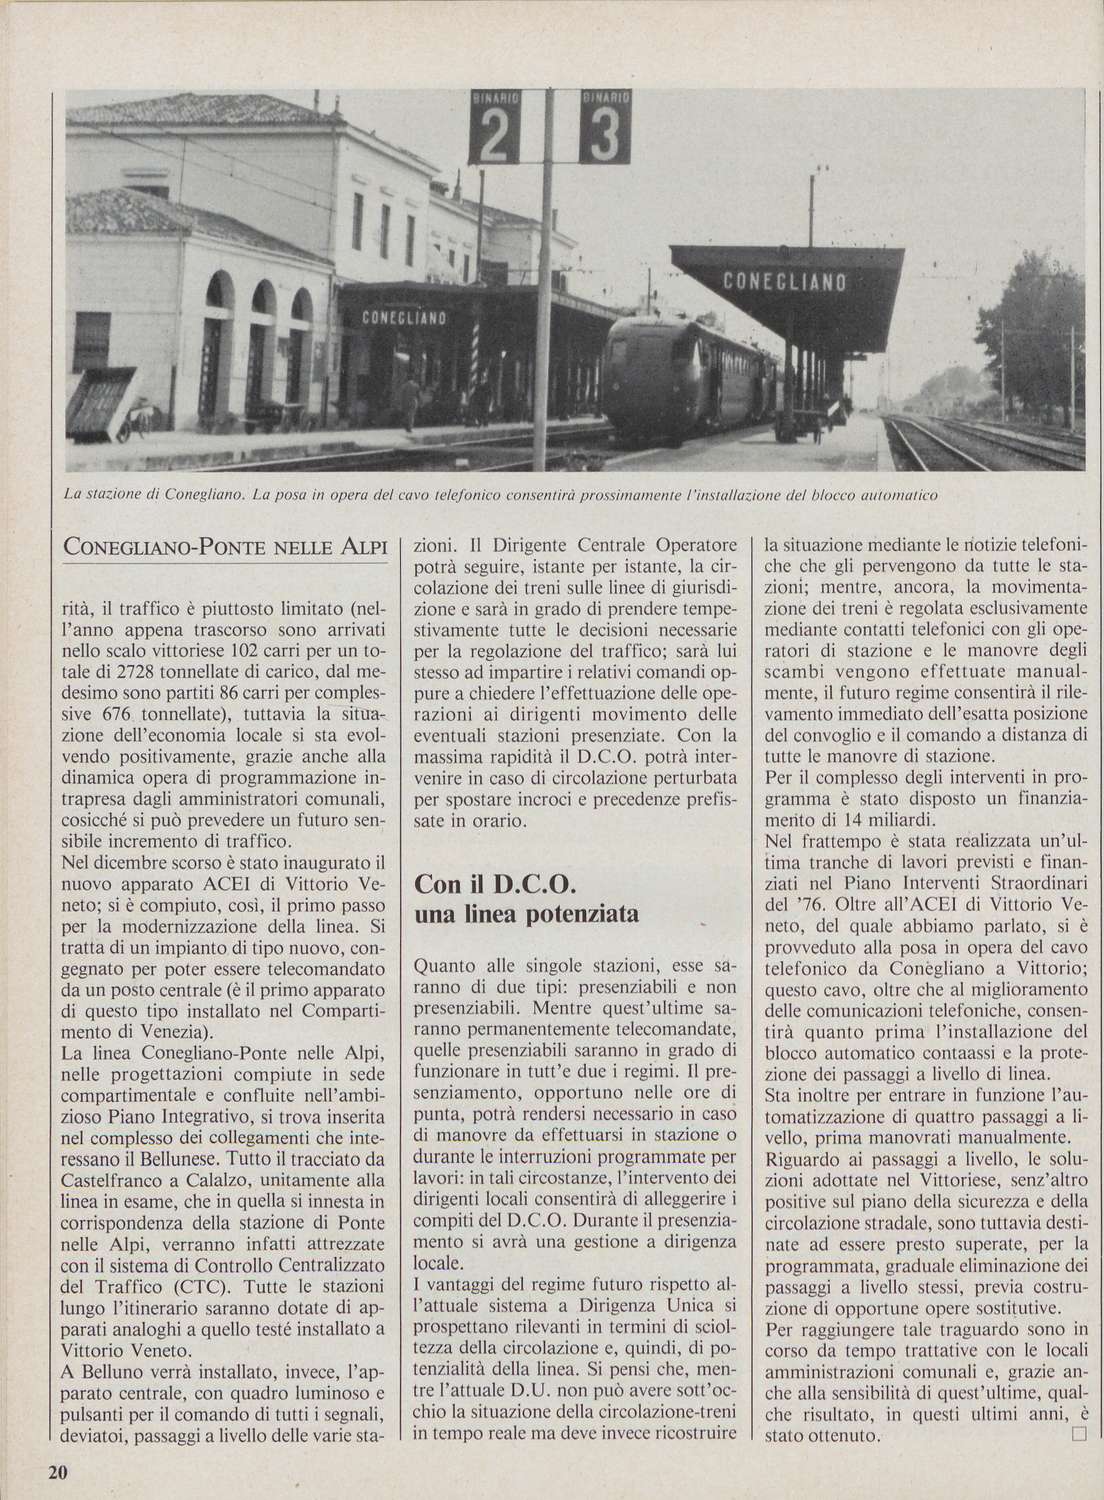 BINARIO
2
BINARIO
3
CONEGLIANO
CONEGLIANO
La stazione di Conegliano. La posa in opera del cavo telefonico consentirà prossimamente l'installazione del blocco automatico
CONEGLIANO-PONTE NELLE ALPI
rità, il traffico è piuttosto limitato (nel-
l'anno appena trascorso sono arrivati
nello scalo vittoriese 102 carri per un to-
tale di 2728 tonnellate di carico, dal me-
desimo sono partiti 86 carri per comples-
sive 676 tonnellate), tuttavia la situa-
zione dell'economia locale si sta evol-
vendo positivamente, grazie anche alla
dinamica opera di programmazione in-
trapresa dagli amministratori comunali,
cosicché si può prevedere un futuro sen-
sibile incremento di traffico.
Nel dicembre scorso è stato inaugurato il
nuovo apparato ACEI di Vittorio Ve-
neto; si è compiuto, così, il primo passo
per la modernizzazione della linea. Si
tratta di un impianto di tipo nuovo, con-
gegnato per poter essere telecomandato
da un posto centrale (è il primo apparato
di questo tipo installato nel Comparti-
mento di Venezia).
La linea Conegliano-Ponte nelle Alpi,
nelle progettazioni compiute in sede
compartimentale e confluite nell'ambi-
zioso Piano Integrativo, si trova inserita
nel complesso dei collegamenti che inte-
ressano il Bellunese. Tutto il tracciato da
Castelfranco a Calalzo, unitamente alla
linea in esame, che in quella si innesta in
corrispondenza della stazione di Ponte
nelle Alpi, verranno infatti attrezzate
con il sistema di Controllo Centralizzato
del Traffico (CTC). Tutte le stazioni
lungo l'itinerario saranno dotate di ap-
parati analoghi a quello testé installato a
Vittorio Veneto.
A Belluno verrà installato, invece, l'ap-
parato centrale, con quadro luminoso e
pulsanti per il comando di tutti i segnali,
deviatoi, passaggi a livello delle varie sta-
zioni. Il Dirigente Centrale Operatore
potrà seguire, istante per istante, la cir-
colazione dei treni sulle linee di giurisdi-
zione e sarà in grado di prendere tempe-
stivamente tutte le decisioni necessarie
per la regolazione del traffico; sarà lui
stesso ad impartire i relativi comandi op-
pure a chiedere l'effettuazione delle ope-
razioni ai dirigenti movimento delle
eventuali stazioni presenziate. Con la
massima rapidità il D.C.O. potrà inter-
venire in caso di circolazione perturbata
per spostare incroci e precedenze prefis-
sate in orario.
Con il D.C.O.
una linea potenziata
Quanto alle singole stazioni, esse sa-
ranno di due tipi: presenziabili e non
presenziabili. Mentre quest'ultime sa-
ranno permanentemente telecomandate,
quelle presenziabili saranno in grado di
funzionare in tutt'e due i regimi. Il pre-
senziamento, opportuno nelle ore di
punta, potrà rendersi necessario in caso
di manovre da effettuarsi in stazione o
durante le interruzioni programmate per
lavori: in tali circostanze, l'intervento dei
dirigenti locali consentirà di alleggerire i
compiti del D.C.O. Durante il presenzia-
mento si avrà una gestione a dirigenza
locale.
I vantaggi del regime futuro rispetto al-
l'attuale sistema a Dirigenza Unica si
prospettano rilevanti in termini di sciol-
tezza della circolazione e, quindi, di po-
tenzialità della linea. Si pensi che, men-
tre l'attuale D.U. non può avere sott'oc-
chio la situazione della circolazione-treni
in tempo reale ma deve invece ricostruire
la situazione mediante le notizie telefoni-
che che gli pervengono da tutte le sta-
zioni; mentre, ancora, la movimenta-
zione dei treni è regolata esclusivamente
mediante contatti telefonici con gli ope-
ratori di stazione e le manovre degli
scambi vengono effettuate manual-
mente, il futuro regime consentirà il rile-
vamento immediato dell'esatta posizione
del convoglio e il comando a distanza di
tutte le manovre di stazione.
Per il complesso degli interventi in pro-
gramma è stato disposto un finanzia-
mento di 14 miliardi.
Nel frattempo è stata realizzata un'ul-
tima tranche di lavori previsti e finan-
ziati nel Piano Interventi Straordinari
del '76. Oltre all'ACEI di Vittorio Ve-
neto, del quale abbiamo parlato, si è
provveduto alla posa in opera del cavo
telefonico da Conegliano a Vittorio;
questo cavo, oltre che al miglioramento
delle comunicazioni telefoniche, consen-
tirà quanto prima l'installazione del
blocco automatico contaassi e la prote-
zione dei passaggi a livello di linea.
Sta inoltre per entrare in funzione l'au-
tomatizzazione di quattro passaggi a li-
vello, prima manovrati manualmente.
Riguardo ai passaggi a livello, le solu-
zioni adottate nel Vittoriese, senz'altro
positive sul piano della sicurezza e della
circolazione stradale, sono tuttavia desti-
nate ad essere presto superate, per la
programmata, graduale eliminazione dei
passaggi a livello stessi, previa costru-
zione di opportune opere sostitutive.
Per raggiungere tale traguardo sono in
corso da tempo trattative con le locali
amministrazioni comunali e, grazie an-
che alla sensibilità di quest'ultime, qual-
che risultato, in questi ultimi anni, è
stato ottenuto. □
20